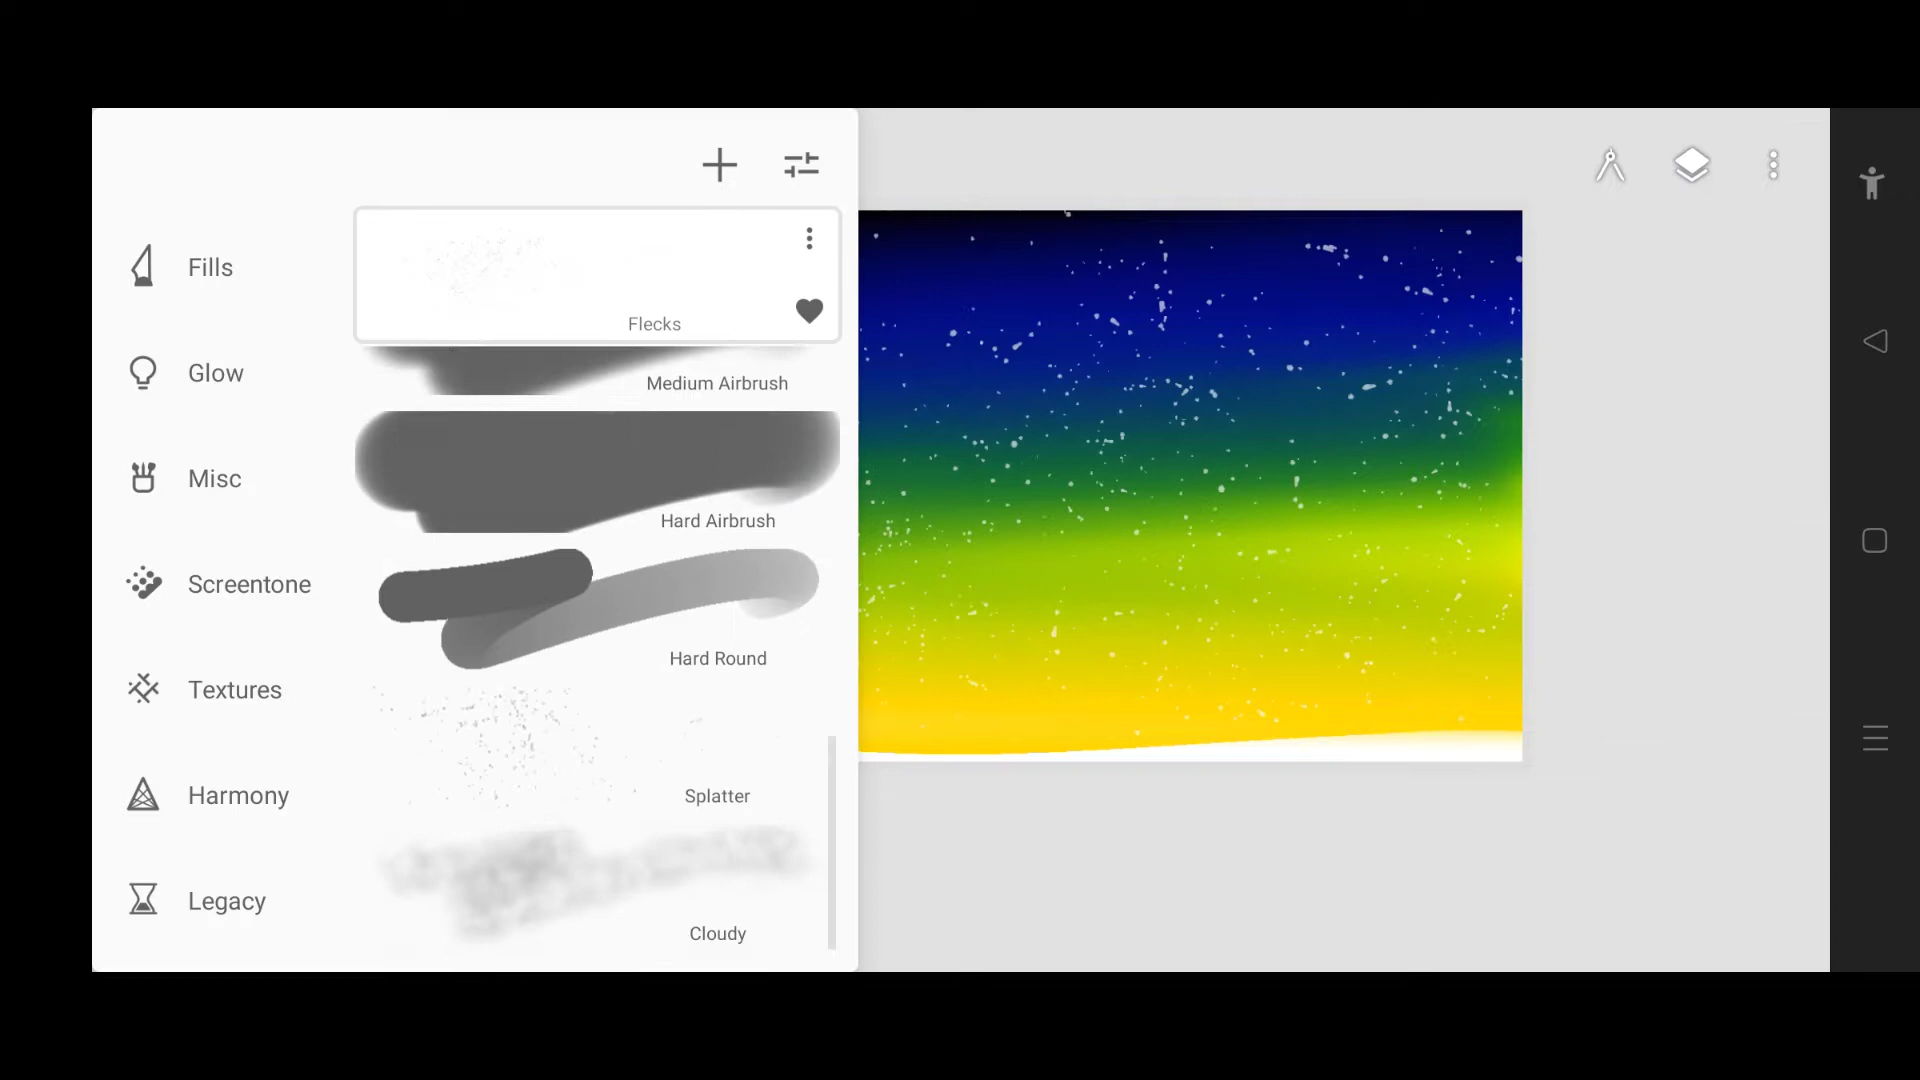 Fills
Glow
Misc
Screentone
Textures
Harmony
Legacy
Flecks
Medium Airbrush
Hard Airbrush
Hard Round
Splatter
Cloudy